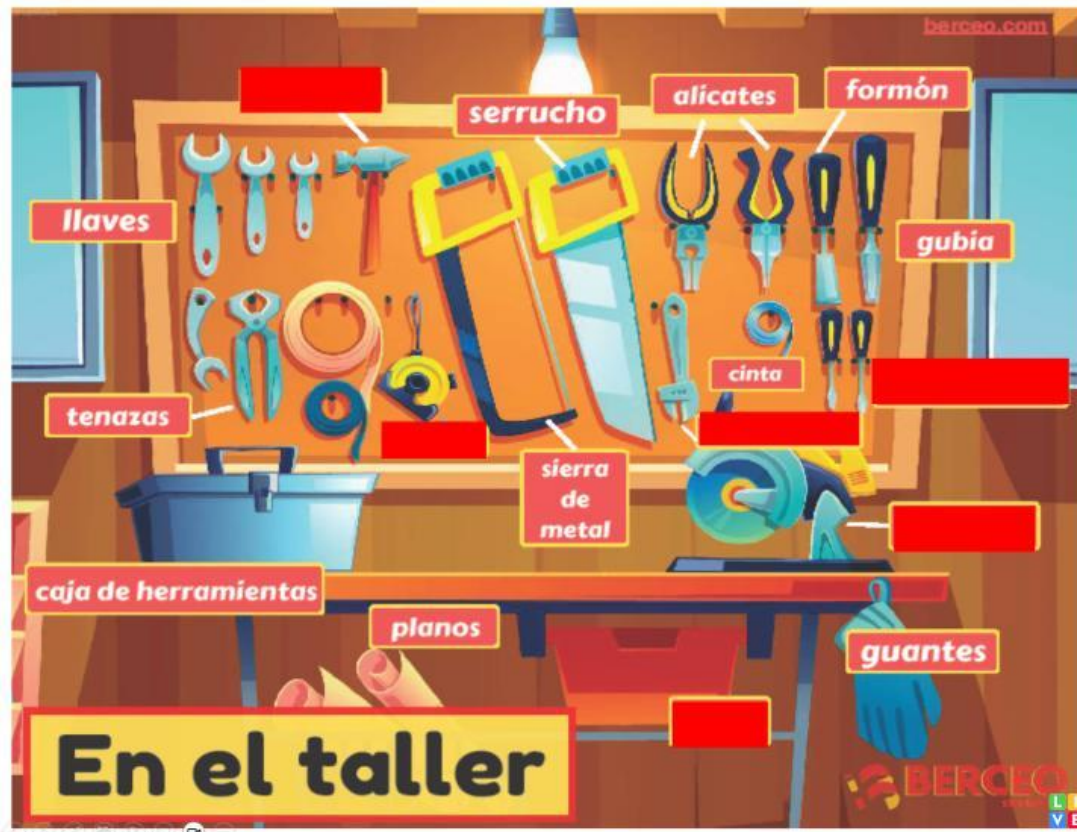 berceo.com
serrucho
alicates
formón
llaves
gubia
cinta
tenazas
sierra
de
metal
caja de herramientas
planos
guantes
En el taller
BERCEO